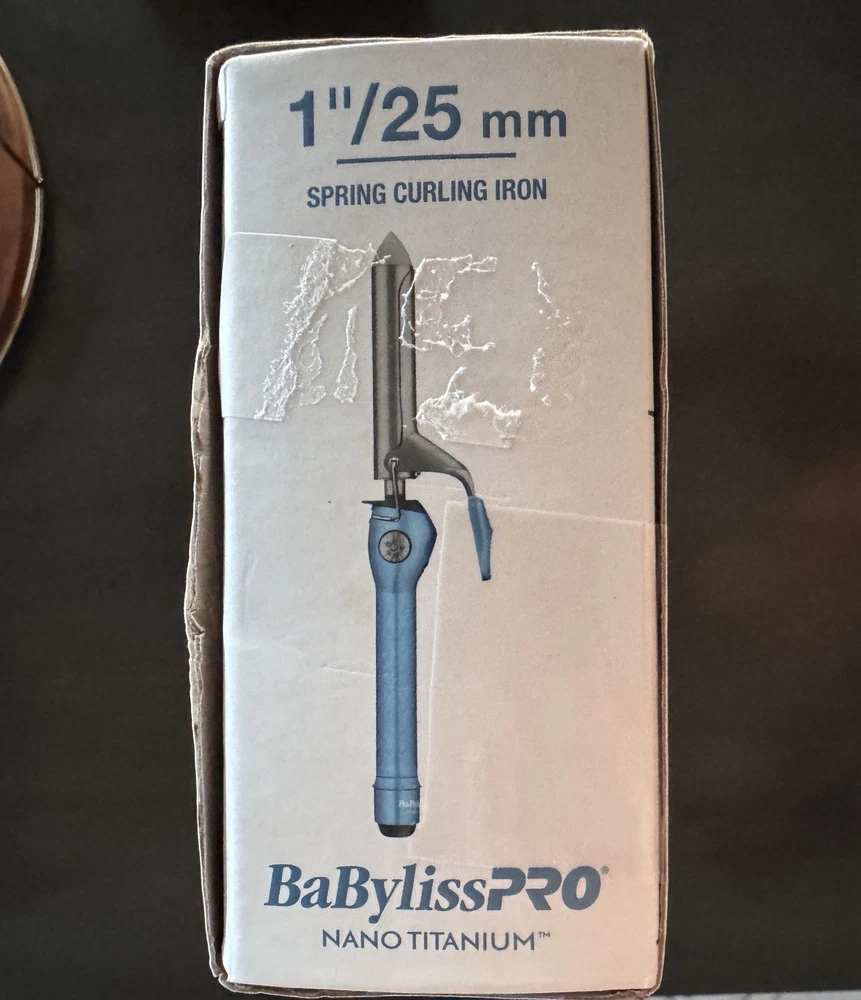 1"/25 mm
SPRING CURLING IRON
BaBylissPRO®
NANO TITANIUM™